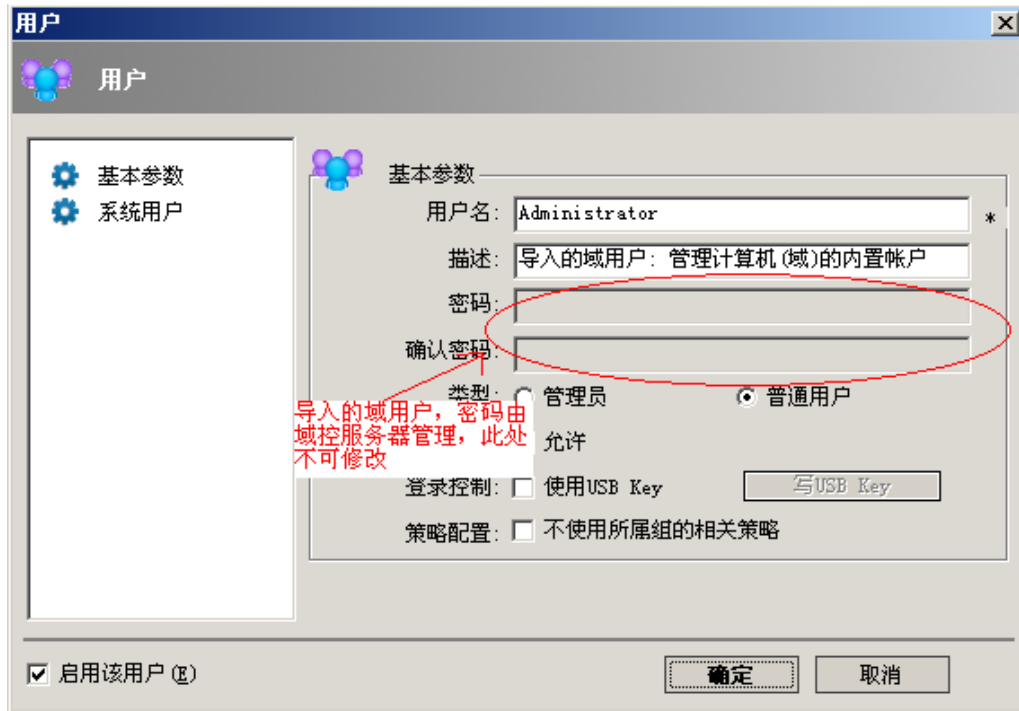 用户
用户
基本参数
系统用户
基本参数
用户名: Administrator *
描述: 导入的域用户: 管理计算机(域)的内置帐户
密码:
确认密码:
类型: 管理员 普通用户
导入的域用户，密码由
域控服务器管理，此处
不可修改
允许
登录控制: 使用USB Key 写USB Key
策略配置: 不使用所属组的相关策略
启用该用户(E) 确定 取消